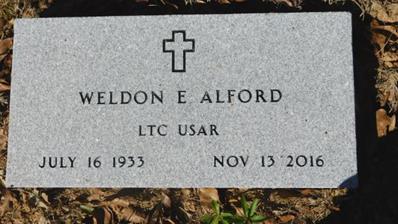 WELDON E ALFORD
LTC USAR
JULY 16 1933 NOV 13 2016